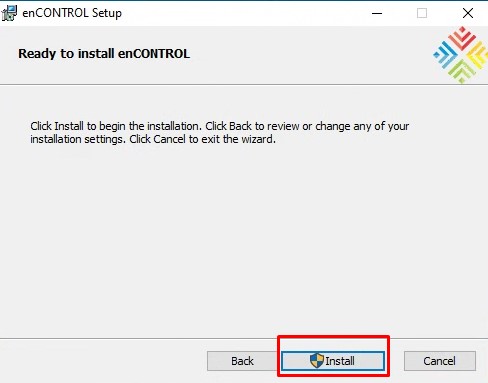 enCONTROL Setup
Ready to install enCONTROL
Click Install to begin the installation. Click Back to review or change any of your
installation settings. Click Cancel to exit the wizard.
Back Install Cancel